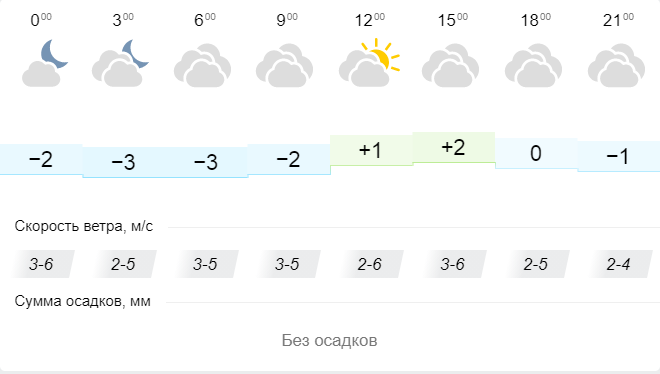 0⁰⁰ 3⁰⁰ 6⁰⁰ 9⁰⁰ 12⁰⁰ 15⁰⁰ 18⁰⁰ 21⁰⁰
−2 −3 −3 −2 +1 +2 0 −1
Скорость ветра, м/с
3-6 2-5 3-5 3-5 2-6 3-6 2-5 2-4
Сумма осадков, мм
Без осадков